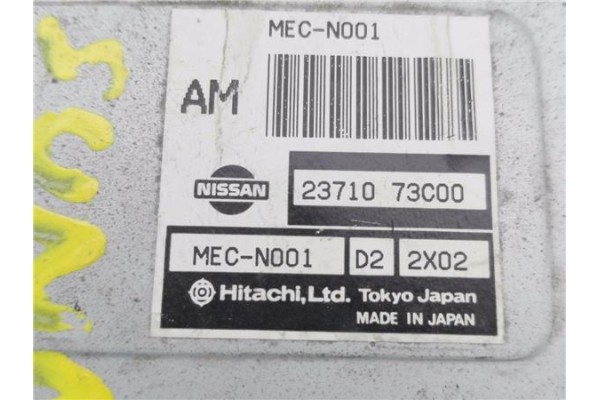 MEC-N001
AM
NISSAN
23710 73C00
MEC-N001 D2 2X02
Hitachi, Ltd. Tokyo Japan
MADE IN JAPAN